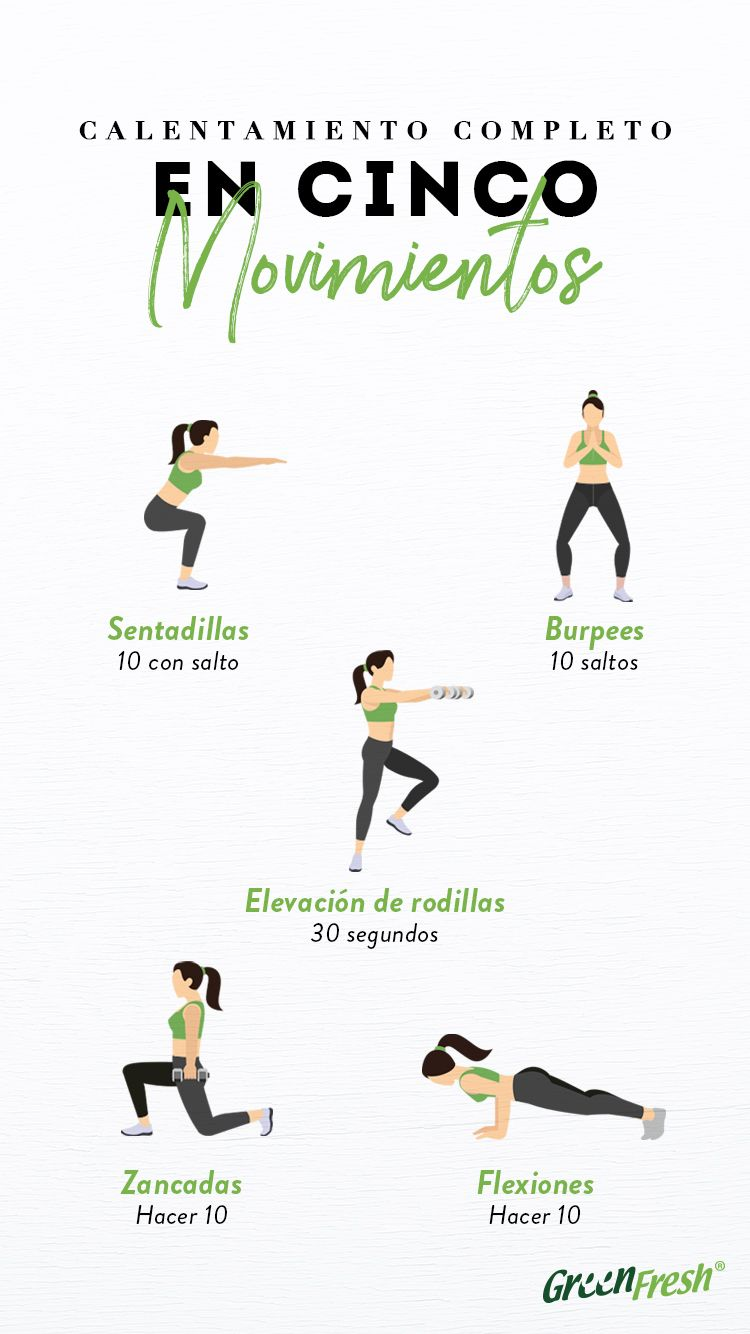 CALENTAMIENTO COMPLETO
EN CINCO
Movimientos
Sentadillas
10 con salto
Burpees
10 saltos
Elevación de rodillas
30 segundos
Zancadas
Hacer 10
Flexiones
Hacer 10
GreenFresh®